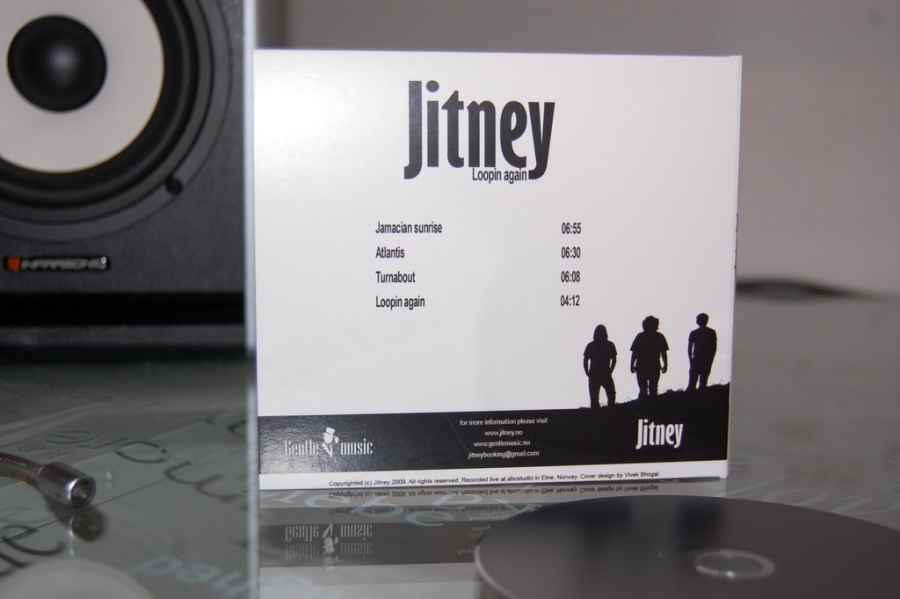 Jitney
Loopin again
Jamacian sunrise 06:55
Atlantis 06:30
Turnabout 06:08
Loopin again 04:12
for more information please visit
www.jitney.no
www.gentlemusic.no
jitneybooking@gmail.com
Gentle music
Jitney
Copyrighted (c) Jitney 2009. All rights reserved. Recorded live at abostudio in Etne, Norway. Cover design by Vivek Shogal
INFRASONIC